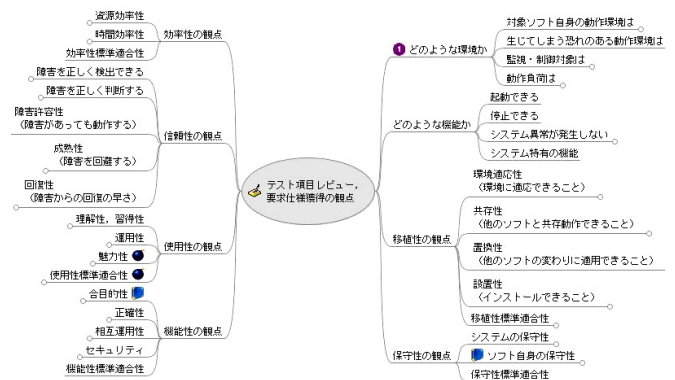 テスト項目レビュー,
要求仕様獲得の観点
効率性の観点
資源効率性
時間効率性
効率性標準適合性
信頼性の観点
障害を正しく検出できる
障害を正しく判断する
障害許容性
(障害があっても動作する)
成熟性
(障害を回避する)
回復性
(障害からの回復の早さ)
使用性の観点
理解性,習得性
運用性
魅力性
使用性標準適合性
機能性の観点
合目的性
正確性
相互運用性
セキュリティ
機能性標準適合性
1 どのような環境か
対象ソフト自身の動作環境は
生じてしまう恐れのある動作環境は
監視・制御対象は
動作負荷は
どのような機能か
起動できる
停止できる
システム異常が発生しない
システム特有の機能
移植性の観点
環境適応性
(環境に適応できること)
共存性
(他のソフトと共存動作できること)
置換性
(他のソフトの変わりに適用できること)
設置性
(インストールできること)
移植性標準適合性
保守性の観点
システムの保守性
ソフト自身の保守性
保守性標準適合性